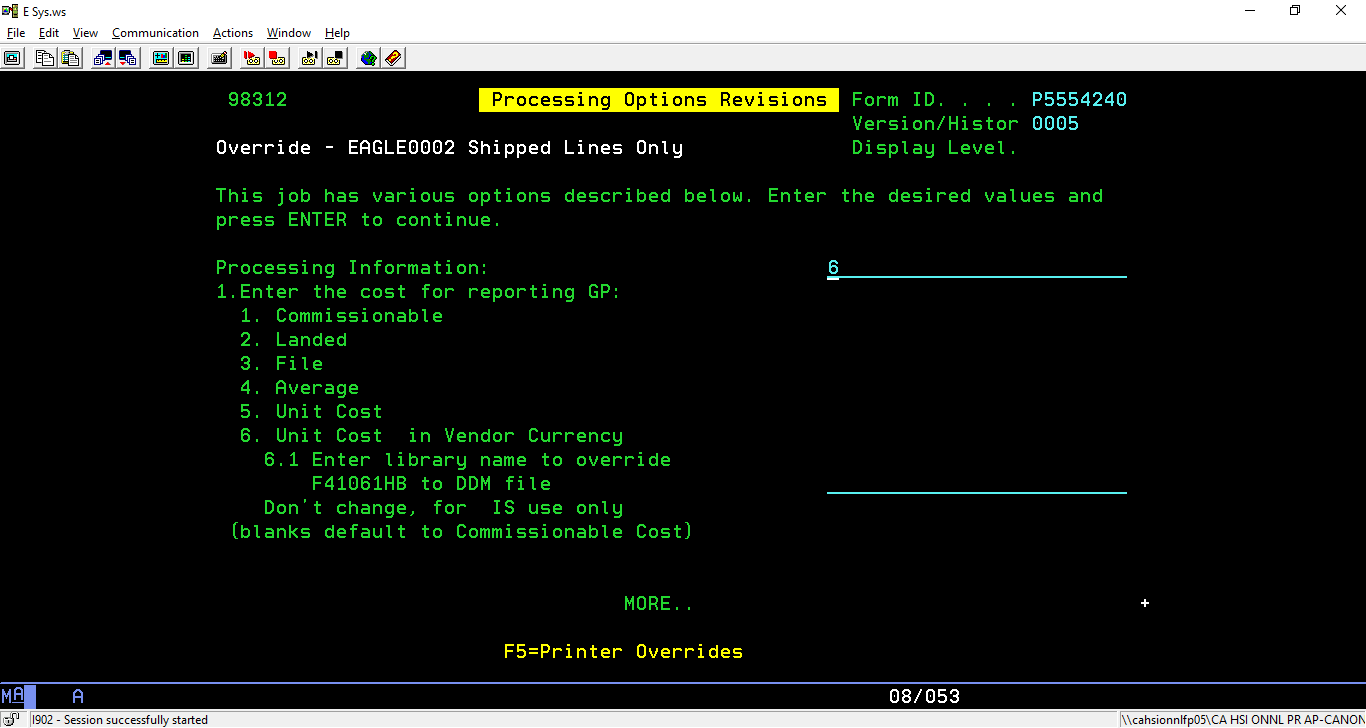 E Sys.ws
File Edit View Communication Actions Window Help
98312 Processing Options Revisions Form ID. . . . P5554240
Version/Histor 0005
Override - EAGLE0002 Shipped Lines Only Display Level.
This job has various options described below. Enter the desired values and
press ENTER to continue.
Processing Information: 6
1.Enter the cost for reporting GP:
1. Commissionable
2. Landed
3. File
4. Average
5. Unit Cost
6. Unit Cost  in Vendor Currency
6.1 Enter library name to override
F41061HB to DDM file
Don't change, for  IS use only
(blanks default to Commissionable Cost)
MORE.. +
F5=Printer Overrides
MA A 08/053
I902 - Session successfully started \\cahsionnlfp05\CA HSI ONNL PR AP-CANON